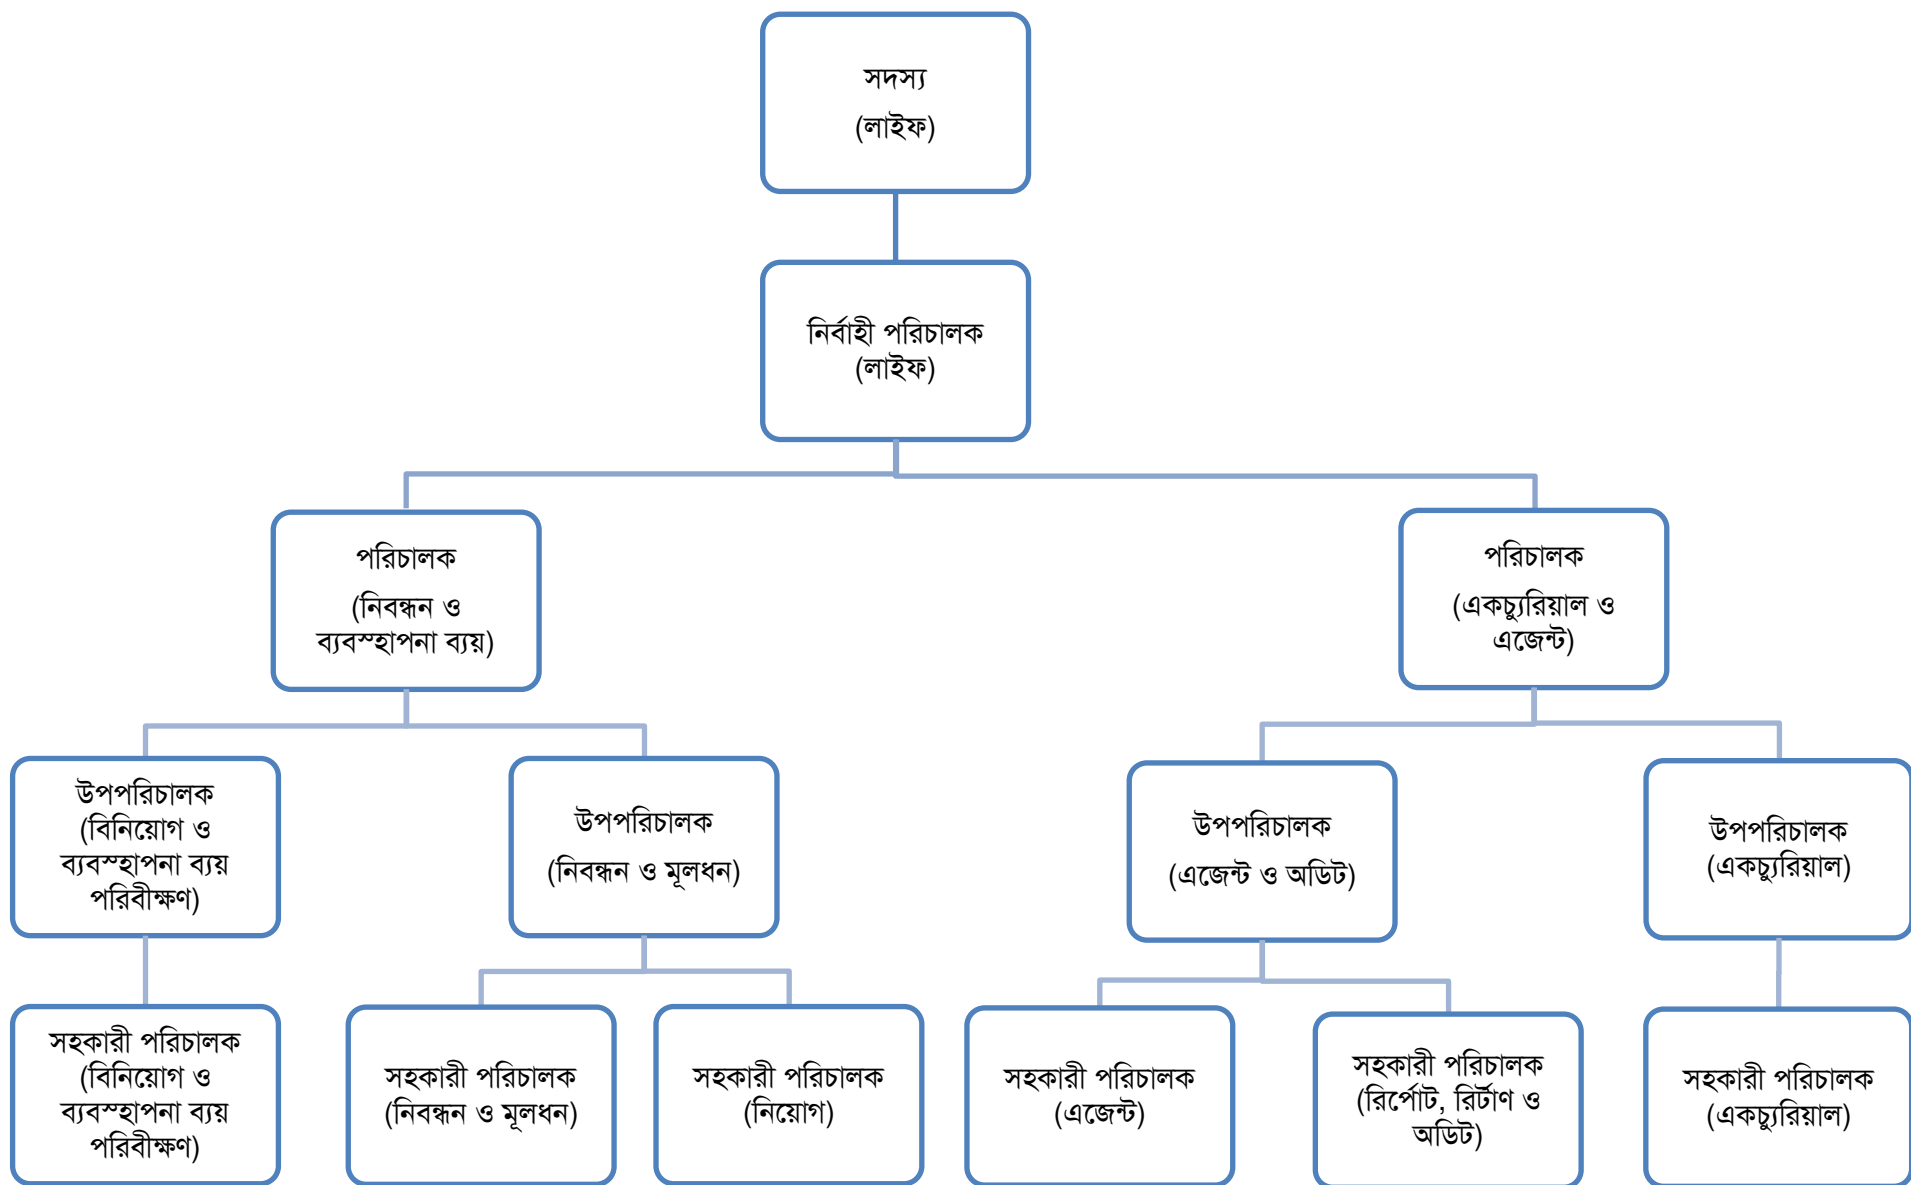 সদস্য
(লাইফ)
নির্বাহী পরিচালক
(লাইফ)
পরিচালক
(নিবন্ধন ও
ব্যবস্হাপনা ব্যয়)
পরিচালক
(একচ্যুরিয়াল ও
এজেন্ট)
উপপরিচালক
(বিনিয়োগ ও
ব্যবস্হাপনা ব্যয়
পরিবীক্ষণ)
উপপরিচালক
(নিবন্ধন ও মূলধন)
উপপরিচালক
(এজেন্ট ও অডিট)
উপপরিচালক
(একচ্যুরিয়াল)
সহকারী পরিচালক
(বিনিয়োগ ও
ব্যবস্হাপনা ব্যয়
পরিবীক্ষণ)
সহকারী পরিচালক
(নিবন্ধন ও মূলধন)
সহকারী পরিচালক
(নিয়োগ)
সহকারী পরিচালক
(এজেন্ট)
সহকারী পরিচালক
(রির্পোট, রির্টাণ ও
অডিট)
সহকারী পরিচালক
(একচ্যুরিয়াল)